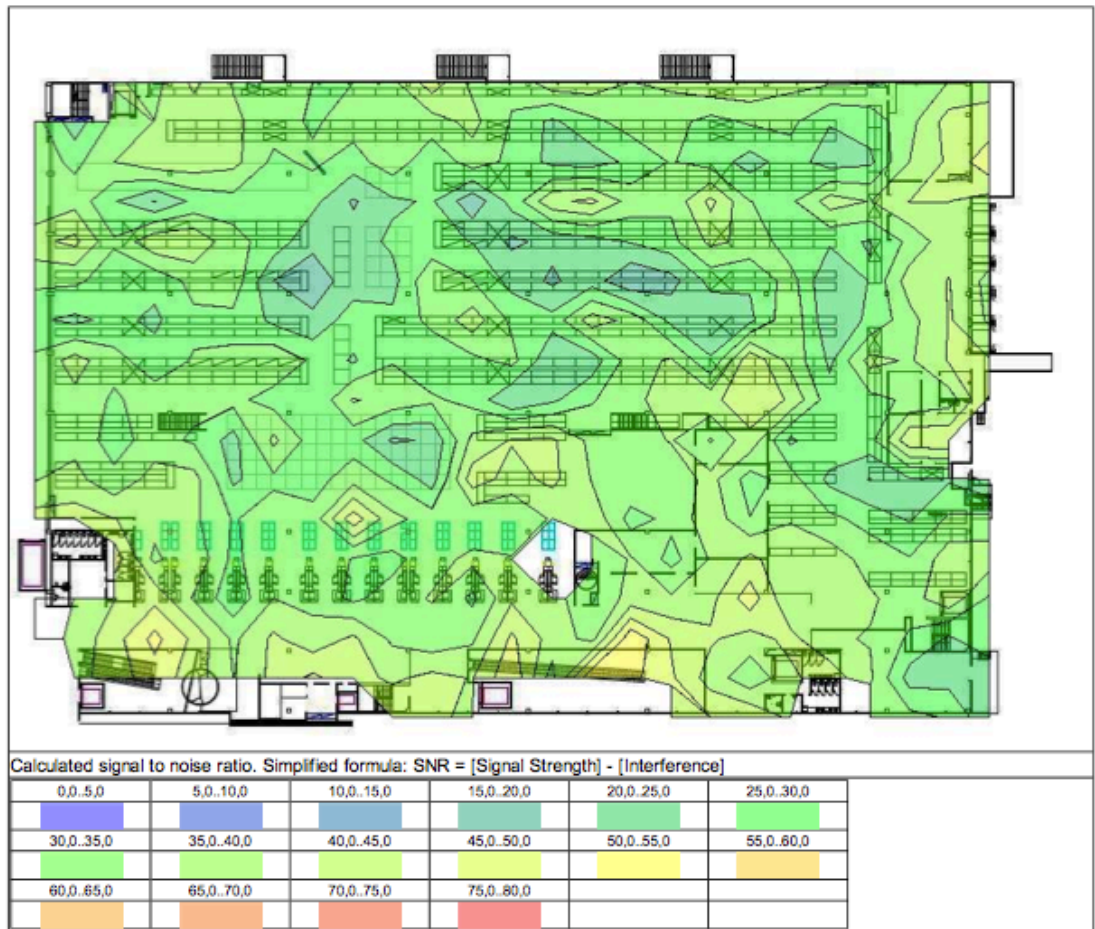 Calculated signal to noise ratio. Simplified formula: SNR = [Signal Strength] - [Interference]
0,0..5,0 5,0..10,0 10,0..15,0 15,0..20,0 20,0..25,0 25,0..30,0
30,0..35,0 35,0..40,0 40,0..45,0 45,0..50,0 50,0..55,0 55,0..60,0
60,0..65,0 65,0..70,0 70,0..75,0 75,0..80,0